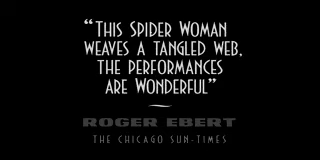 “THIS SPIDER WOMAN
WEAVES A TANGLED WEB,
THE PERFORMANCES
ARE WONDERFUL”
ROGER EBERT
THE CHICAGO SUN-TIMES